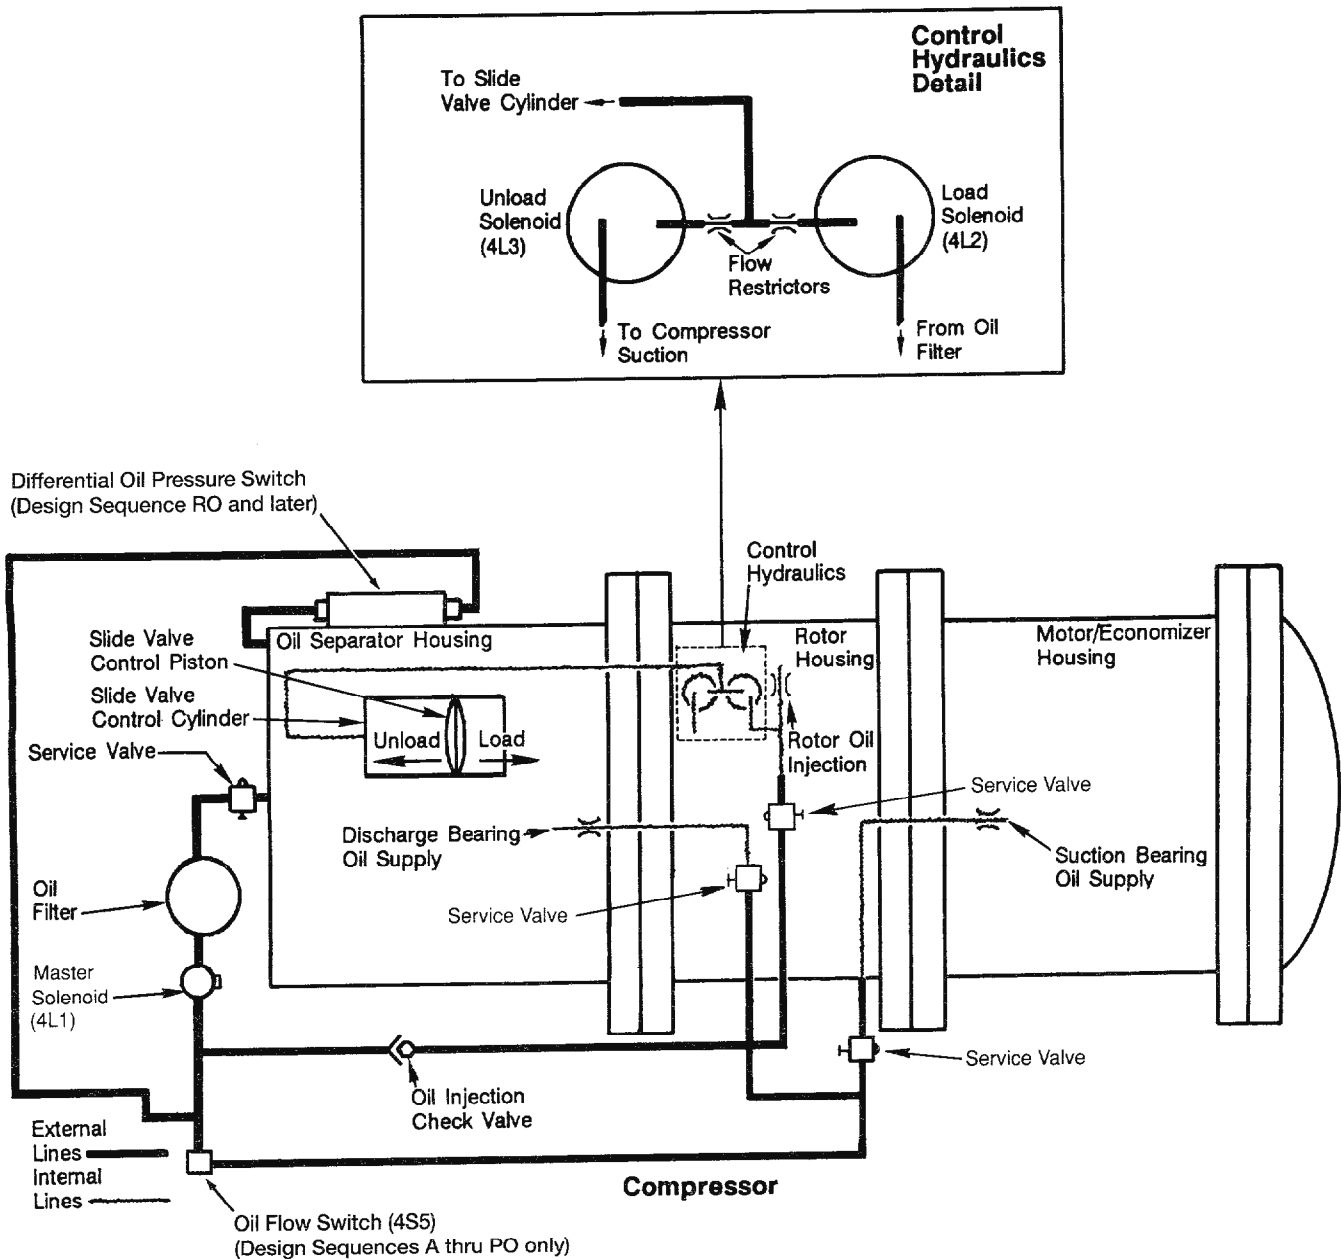 Control
Hydraulics
Detail
To Slide
Valve Cylinder
Unload
Solenoid
(4L3)
Load
Solenoid
(4L2)
Flow
Restrictors
To Compressor
Suction
From Oil
Filter
Differential Oil Pressure Switch
(Design Sequence RO and later)
Control
Hydraulics
Slide Valve
Control Piston
Oil Separator Housing
Rotor
Housing
Motor/Economizer
Housing
Slide Valve
Control Cylinder
Unload
Load
Service Valve
Rotor Oil
Injection
Service Valve
Discharge Bearing
Oil Supply
Suction Bearing
Oil Supply
Oil
Filter
Service Valve
Master
Solenoid
(4L1)
Service Valve
Oil Injection
Check Valve
External
Lines
Internal
Lines
Compressor
Oil Flow Switch (4S5)
(Design Sequences A thru PO only)